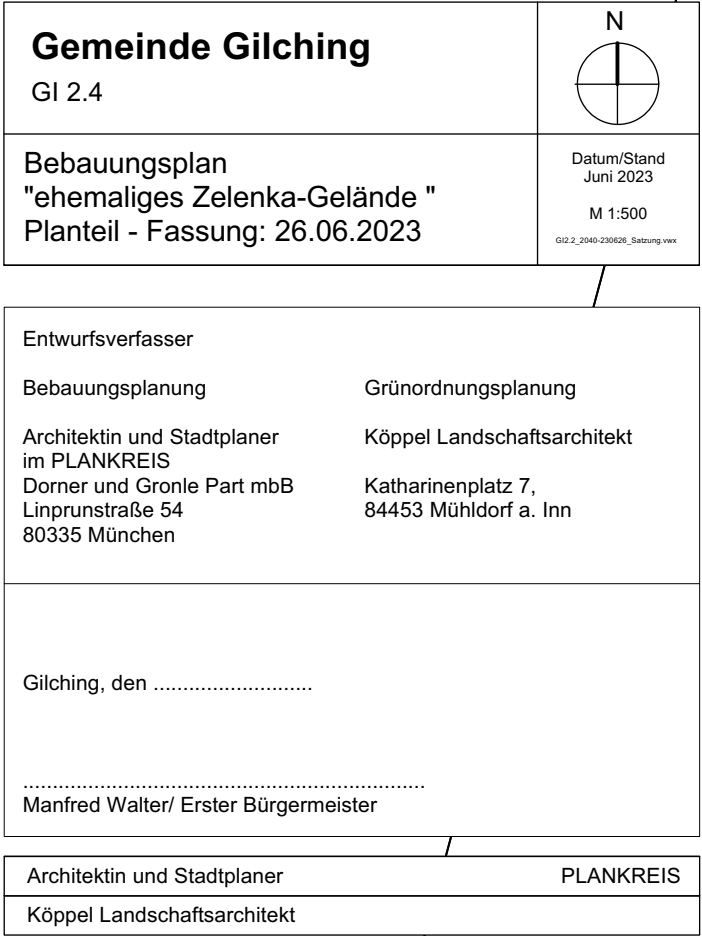 Gemeinde Gilching
GI 2.4
N
Bebauungsplan
"ehemaliges Zelenka-Gelände "
Planteil - Fassung: 26.06.2023
Datum/Stand
Juni 2023
M 1:500
GI2.2_2040-230626_Satzung.vwx
Entwurfsverfasser
Bebauungsplanung
Architektin und Stadtplaner
im PLANKREIS
Dorner und Gronle Part mbB
Linprunstraße 54
80335 München
Grünordnungsplanung
Köppel Landschaftsarchitekt
Katharinenplatz 7,
84453 Mühldorf a. Inn
Gilching, den ...........................
....................................................................
Manfred Walter/ Erster Bürgermeister
Architektin und Stadtplaner PLANKREIS
Köppel Landschaftsarchitekt